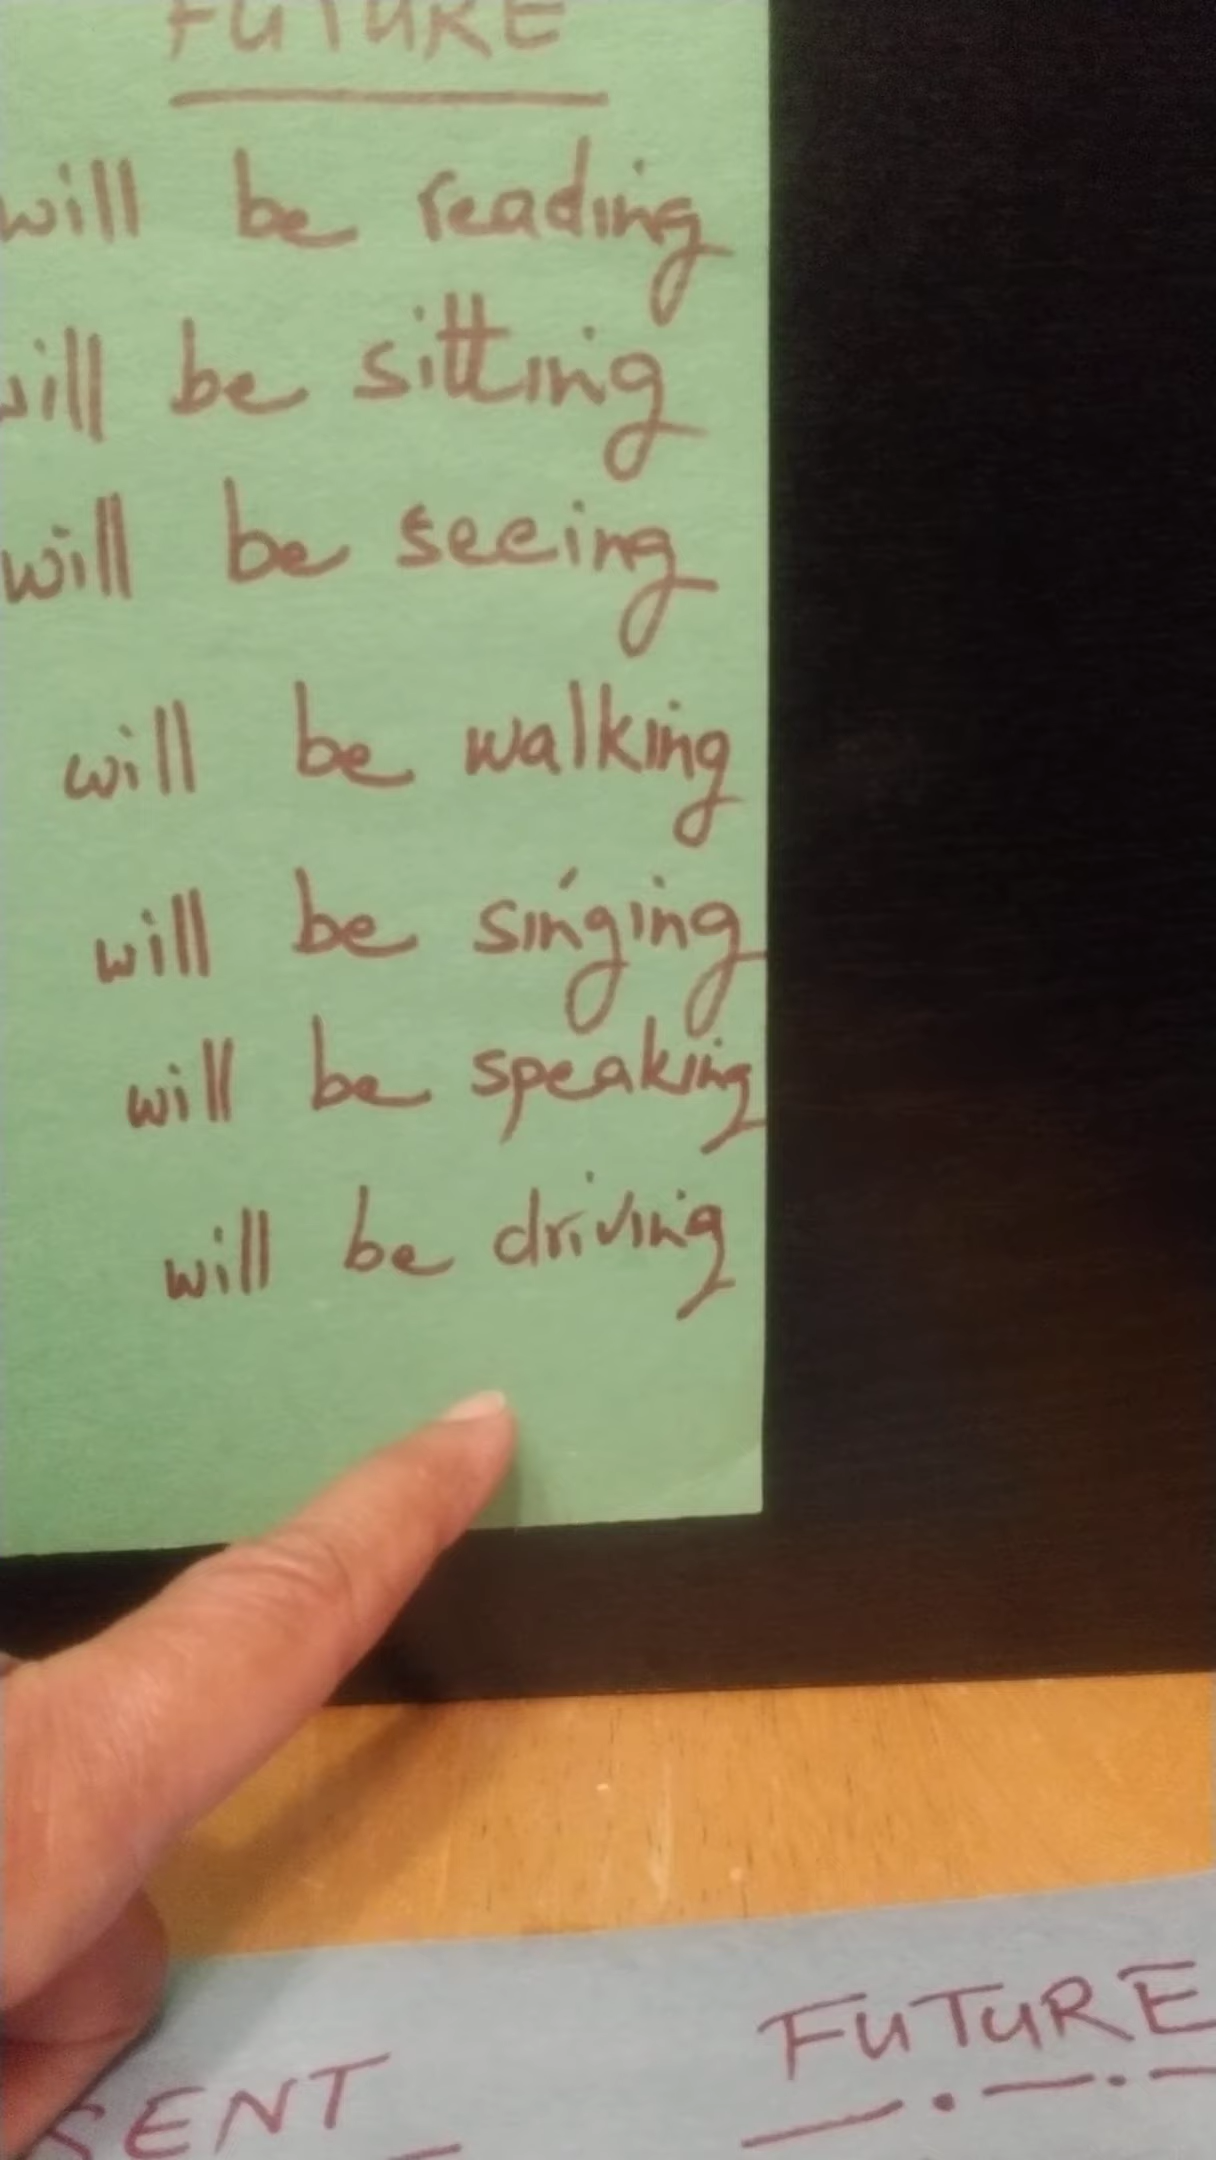 FUTURE
will be reading
will be sitting
will be seeing
will be walking
will be singing
will be speaking
will be driving
FUTURE
SENT